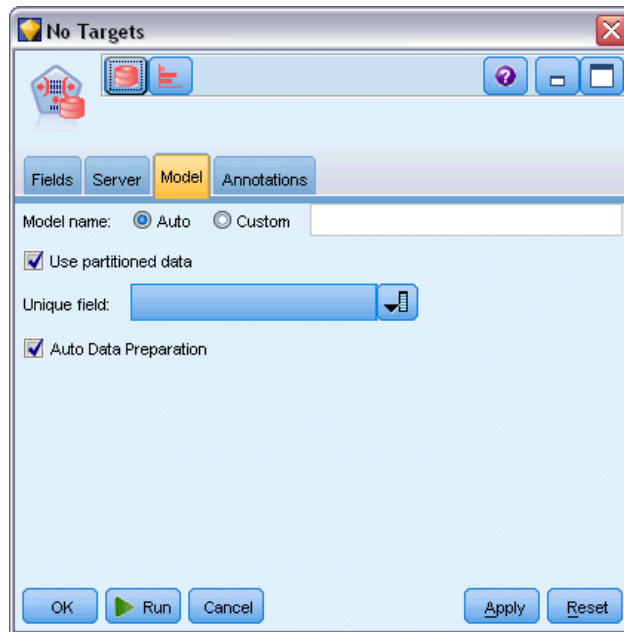 No Targets
Fields Server Model Annotations
Model name: Auto Custom
Use partitioned data
Unique field:
Auto Data Preparation
OK Run Cancel Apply Reset